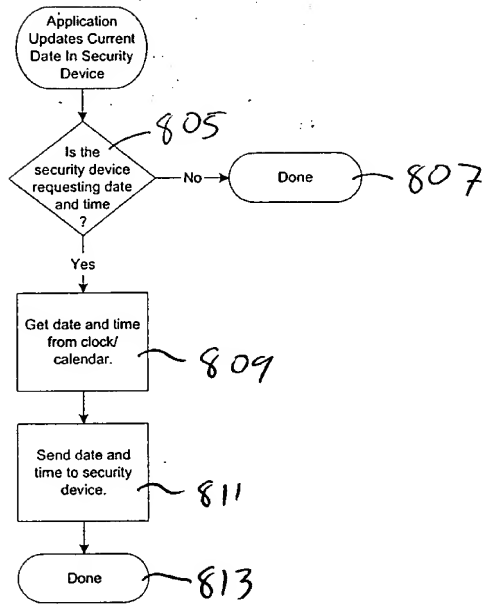 Application
Updates Current
Date In Security
Device
805
Is the
security device
requesting date
and time
?
No
Done
807
Yes
Get date and time
from clock/
calendar.
809
Send date and
time to security
device.
811
Done
813